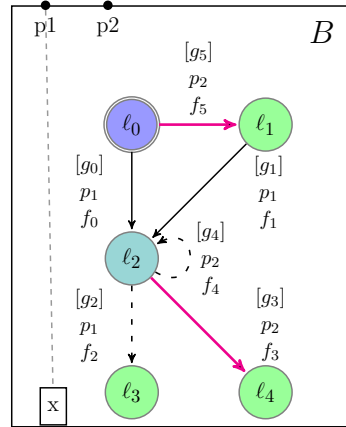 p1 p2
B
[g₅]
p₂
f₅
ℓ₀ ℓ₁
[g₀]
p₁
f₀
[g₁]
p₁
f₁
[g₄]
p₂
f₄
ℓ₂
[g₂]
p₁
f₂
[g₃]
p₂
f₃
x ℓ₃ ℓ₄